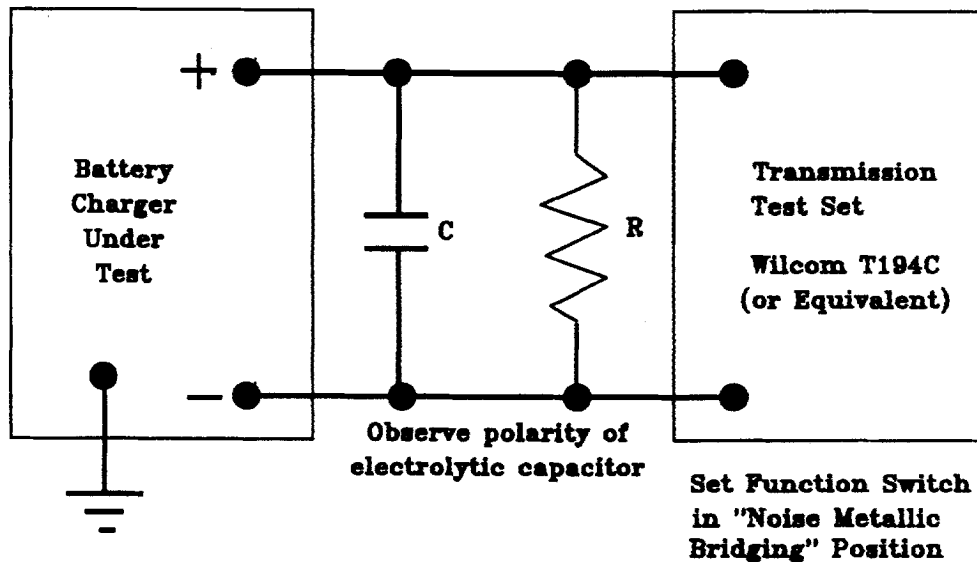 +
Battery
Charger
Under
Test
−
C
R
Transmission
Test Set
Wilcom T194C
(or Equivalent)
Observe polarity of
electrolytic capacitor
Set Function Switch
in "Noise Metallic
Bridging" Position